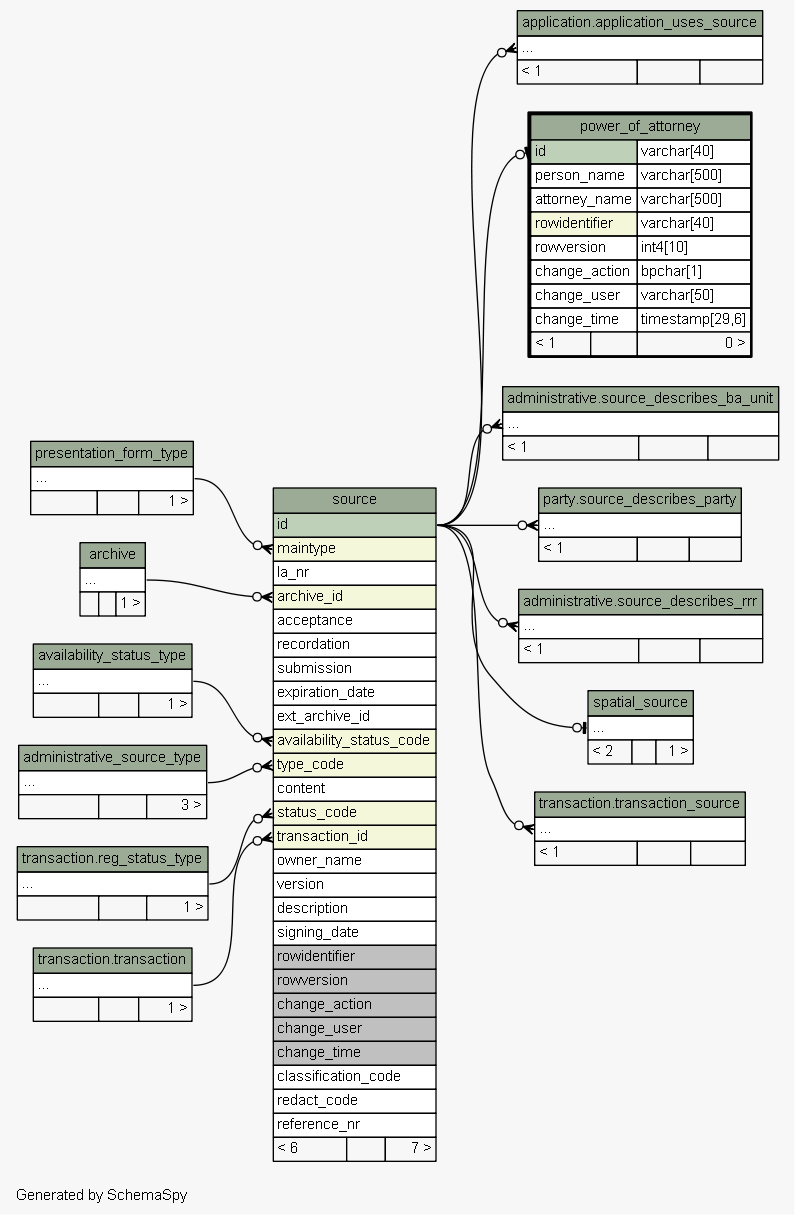 application.application_uses_source
...
< 1
power_of_attorney
id varchar[40]
person_name varchar[500]
attorney_name varchar[500]
rowidentifier varchar[40]
rowversion int4[10]
change_action bpchar[1]
change_user varchar[50]
change_time timestamp[29,6]
< 1 0 >
administrative.source_describes_ba_unit
...
< 1
party.source_describes_party
...
< 1
administrative.source_describes_rrr
...
< 1
spatial_source
...
< 2 1 >
transaction.transaction_source
...
< 1
presentation_form_type
...
1 >
archive
...
1 >
availability_status_type
...
1 >
administrative_source_type
...
3 >
transaction.reg_status_type
...
1 >
transaction.transaction
...
1 >
source
id
maintype
la_nr
archive_id
acceptance
recordation
submission
expiration_date
ext_archive_id
availability_status_code
type_code
content
status_code
transaction_id
owner_name
version
description
signing_date
rowidentifier
rowversion
change_action
change_user
change_time
classification_code
redact_code
reference_nr
< 6 7 >
Generated by SchemaSpy